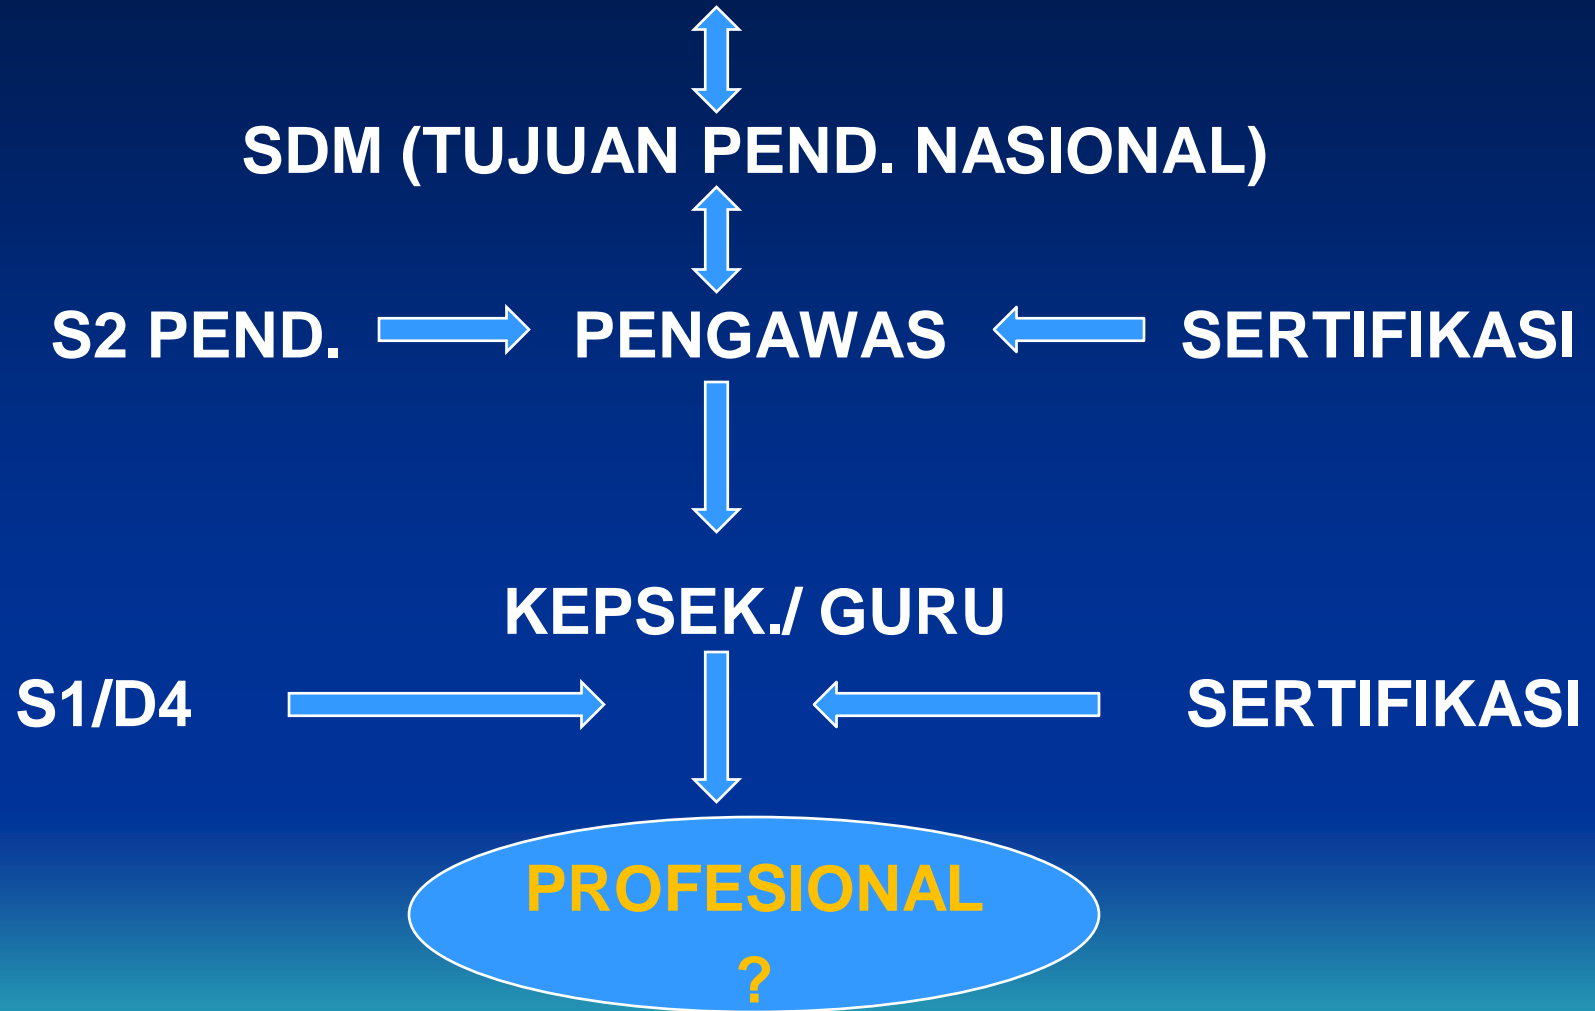 SDM (TUJUAN PEND. NASIONAL)
S2 PEND. PENGAWAS SERTIFIKASI
KEPSEK./ GURU
S1/D4 SERTIFIKASI
PROFESIONAL
?